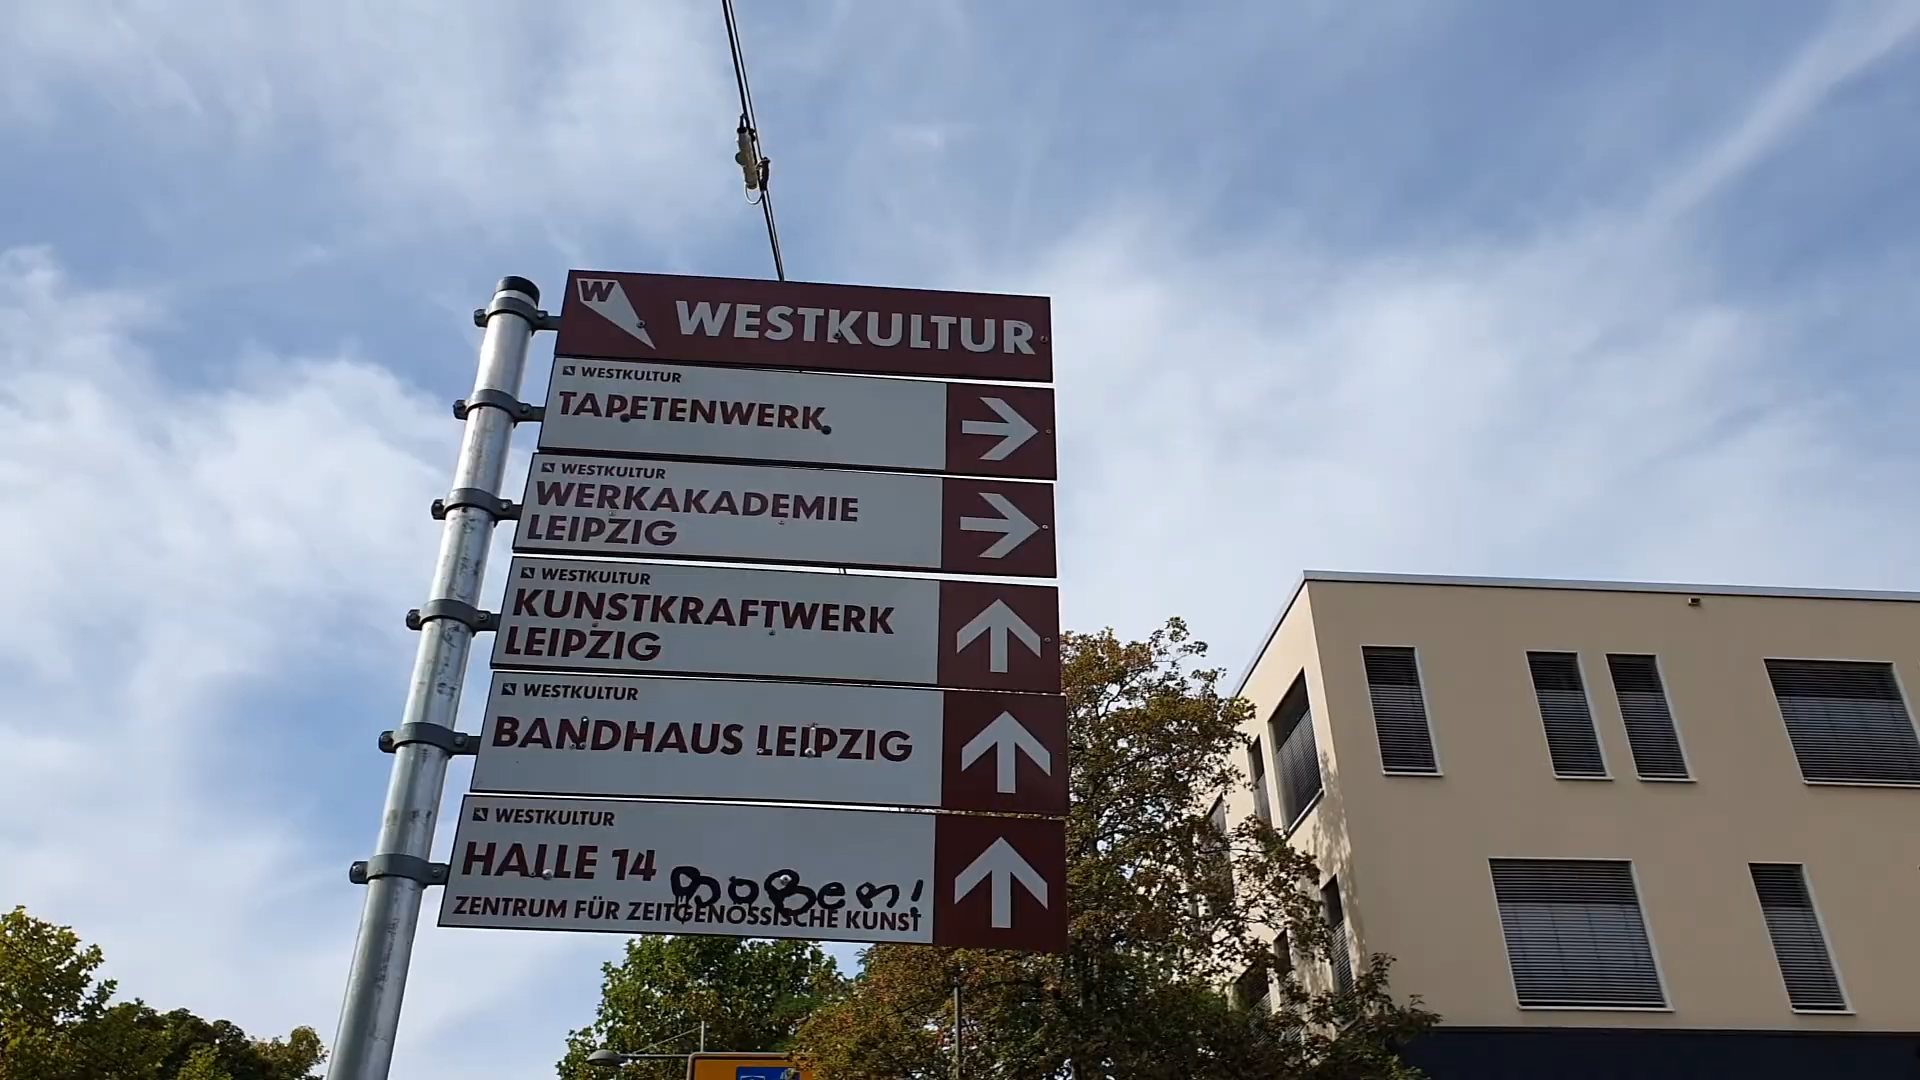 W WESTKULTUR
WESTKULTUR
TAPETENWERK
WESTKULTUR
WERKAKADEMIE
LEIPZIG
WESTKULTUR
KUNSTKRAFTWERK
LEIPZIG
WESTKULTUR
BANDHAUS LEIPZIG
WESTKULTUR
HALLE 14
ZENTRUM FÜR ZEITGENÖSSISCHE KUNST